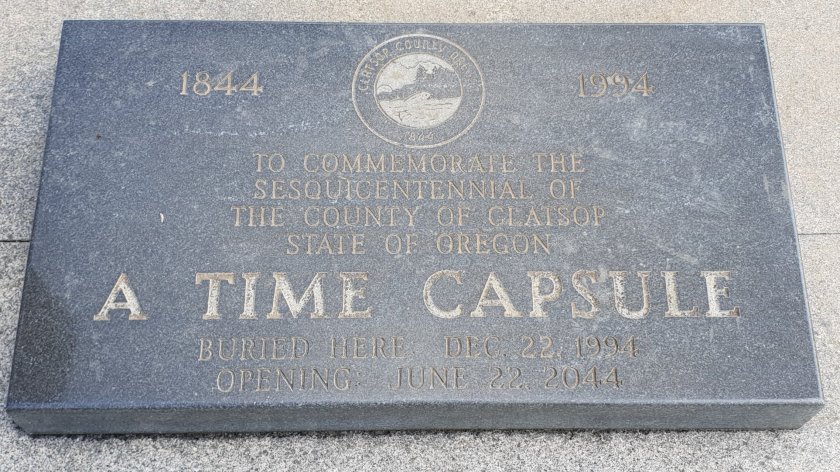 1844 1994
CLATSOP COUNTY, OREGON
1844
TO COMMEMORATE THE
SESQUICENTENNIAL OF
THE COUNTY OF CLATSOP
STATE OF OREGON
A TIME CAPSULE
BURIED HERE DEC. 22, 1994
OPENING JUNE 22, 2044